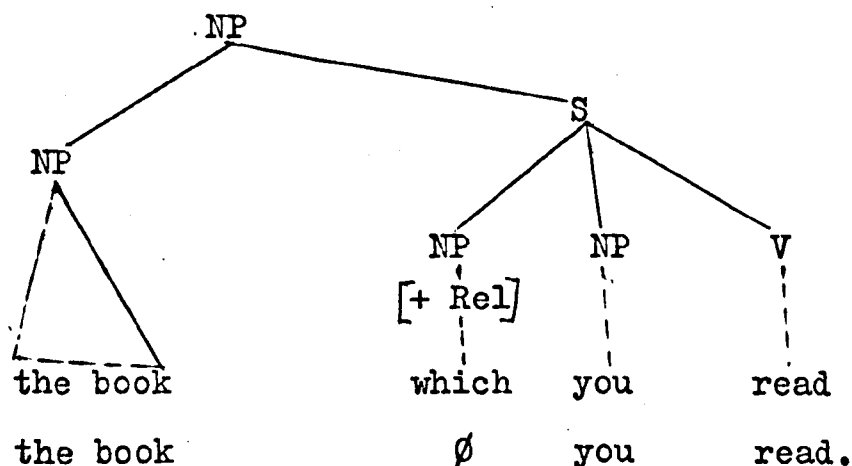 NP
S
NP
NP NP V
[+ Rel]
the book which you read
the book ø you read.